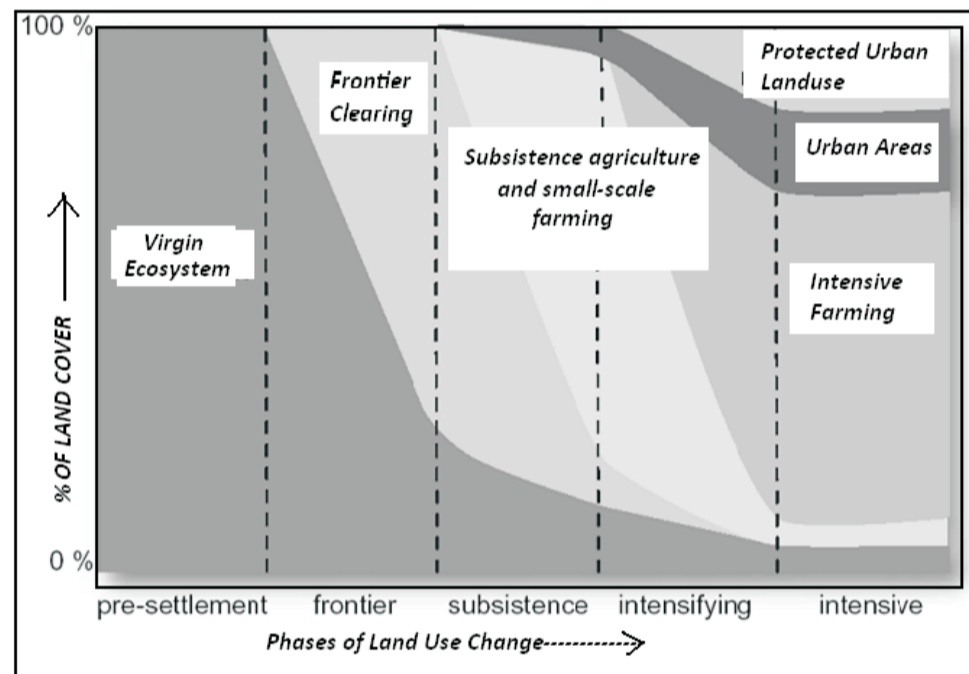 100 %
Protected Urban
Landuse
Frontier
Clearing
Urban Areas
Subsistence agriculture
and small-scale
farming
Virgin
Ecosystem
Intensive
Farming
% OF LAND COVER
0 %
pre-settlement frontier subsistence intensifying intensive
Phases of Land Use Change